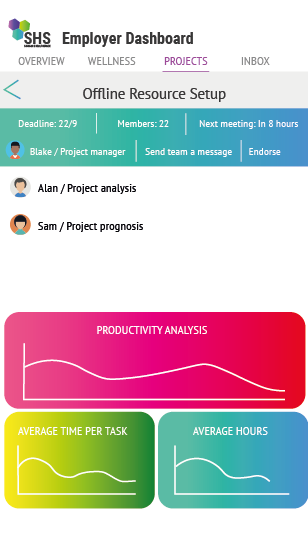 SHS
Employer Dashboard
OVERVIEW WELLNESS PROJECTS INBOX
Offline Resource Setup
Deadline: 22/9 Members: 22 Next meeting: In 8 hours
Blake / Project manager Send team a message Endorse
Alan / Project analysis
Sam / Project prognosis
PRODUCTIVITY ANALYSIS
AVERAGE TIME PER TASK AVERAGE HOURS